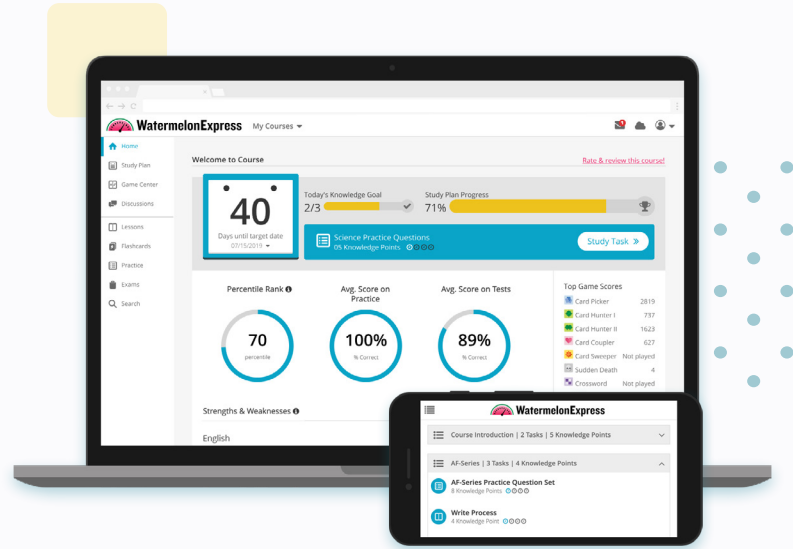 WatermelonExpress My Courses
Home
Study Plan
Game Center
Discussions
Lessons
Flashcards
Practice
Exams
Search
Welcome to Course
Rate & review this course!
40
Days until target date
07/15/2019
Today's Knowledge Goal
2/3
Study Plan Progress
71%
Science Practice Questions
05 Knowledge Points
Study Task »
Percentile Rank
70
percentile
Avg. Score on
Practice
100%
% Correct
Avg. Score on Tests
89%
% Correct
Top Game Scores
Card Picker 2819
Card Hunter I 737
Card Hunter II 1623
Card Coupler 627
Card Sweeper Not played
Sudden Death 4
Crossword Not played
Strengths & Weaknesses
English
WatermelonExpress
Course Introduction | 2 Tasks | 5 Knowledge Points
AF-Series | 3 Tasks | 4 Knowledge Points
AF-Series Practice Question Set
8 Knowledge Points
Write Process
4 Knowledge Point